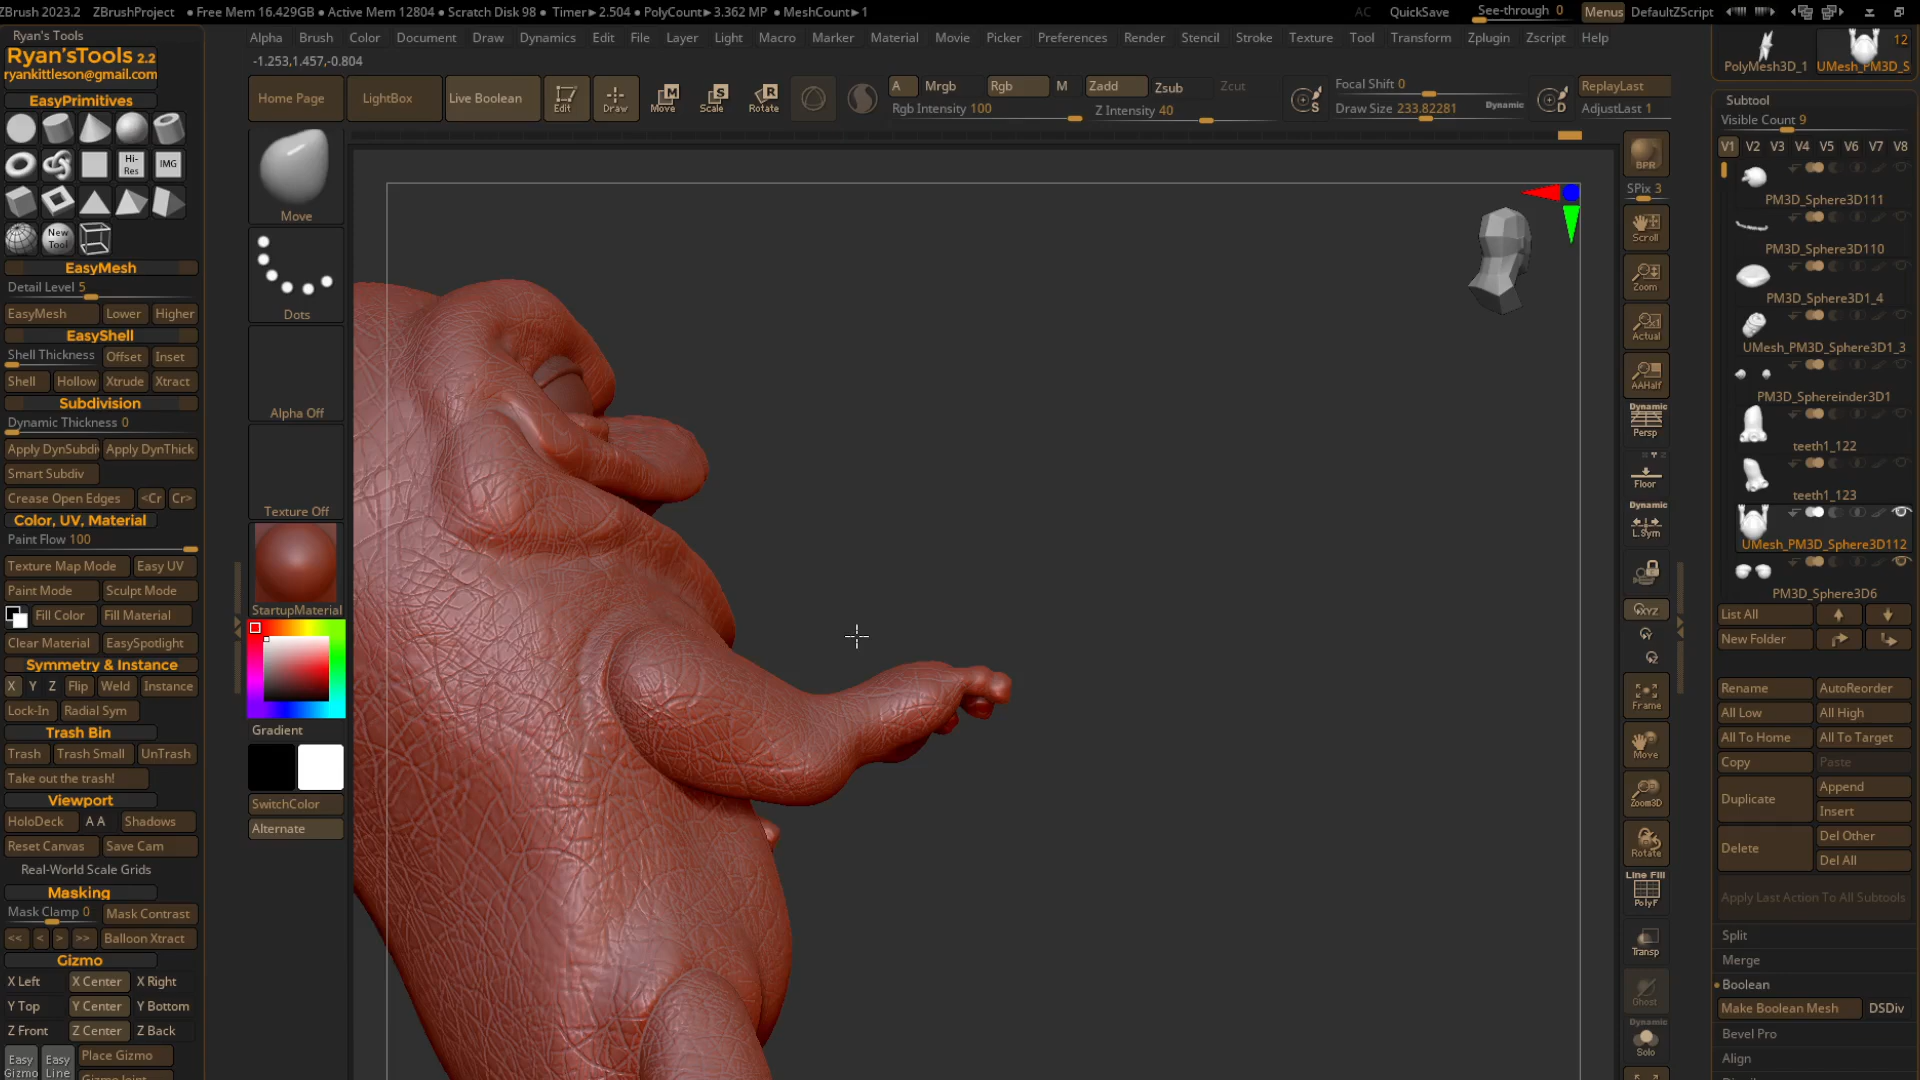 ZBrush 2023.2 ZBrushProject • Free Mem 16.429GB • Active Mem 12804 • Scratch Disk 98 • Timer▸2.504 • PolyCount▸3.362 MP • MeshCount▸1 AC QuickSave See-through 0 Menus DefaultZScript
Ryan's Tools
Ryan'sTools 2.2
ryankittleson@gmail.com
EasyPrimitives
Hi-Res IMG
New Tool
EasyMesh
Detail Level 5
EasyMesh Lower Higher
EasyShell
Shell Thickness Offset Inset
Shell Hollow Xtrude Xtract
Subdivision
Dynamic Thickness 0
Apply DynSubdiv Apply DynThick
Smart Subdiv
Crease Open Edges <Cr Cr>
Color, UV, Material
Paint Flow 100
Texture Map Mode Easy UV
Paint Mode Sculpt Mode
Fill Color Fill Material
Clear Material EasySpotlight
Symmetry & Instance
X Y Z Flip Weld Instance
Lock-In Radial Sym
Trash Bin
Trash Trash Small UnTrash
Take out the trash!
Viewport
HoloDeck A A Shadows
Reset Canvas Save Cam
Real-World Scale Grids
Masking
Mask Clamp 0 Mask Contrast
<< < > >> Balloon Xtract
Gizmo
X Left X Center X Right
Y Top Y Center Y Bottom
Z Front Z Center Z Back
Easy Gizmo Easy Line Place Gizmo
Alpha Brush Color Document Draw Dynamics Edit File Layer Light Macro Marker Material Movie Picker Preferences Render Stencil Stroke Texture Tool Transform Zplugin Zscript Help
-1.253,1.457,-0.804
Home Page LightBox Live Boolean Edit Draw Move Scale Rotate
A Mrgb Rgb M Zadd Zsub Zcut
Rgb Intensity 100 Z Intensity 40
Focal Shift 0
Draw Size 233.82281 Dynamic
ReplayLast
AdjustLast 1
S
D
Move
Dots
Alpha Off
Texture Off
StartupMaterial
Gradient
SwitchColor
Alternate
BPR
SPix 3
Scroll
Zoom
Actual
AAHalf
Dynamic
Persp
Floor
Dynamic
L.Sym
XYZ
Y
Z
Frame
Move
Zoom3D
Rotate
Line Fill
PolyF
Transp
Ghost
Dynamic
Solo
12
PolyMesh3D_1 UMesh_PM3D_S
Subtool
Visible Count 9
V1 V2 V3 V4 V5 V6 V7 V8
PM3D_Sphere3D111
PM3D_Sphere3D110
PM3D_Sphere3D1_4
UMesh_PM3D_Sphere3D1_3
PM3D_Sphereinder3D1
teeth1_122
teeth1_123
UMesh_PM3D_Sphere3D112
PM3D_Sphere3D6
List All
New Folder
Rename AutoReorder
All Low All High
All To Home All To Target
Copy Paste
Duplicate Append
Insert
Delete Del Other
Del All
Apply Last Action To All Subtools
Split
Merge
Boolean
Make Boolean Mesh DSDiv
Bevel Pro
Align